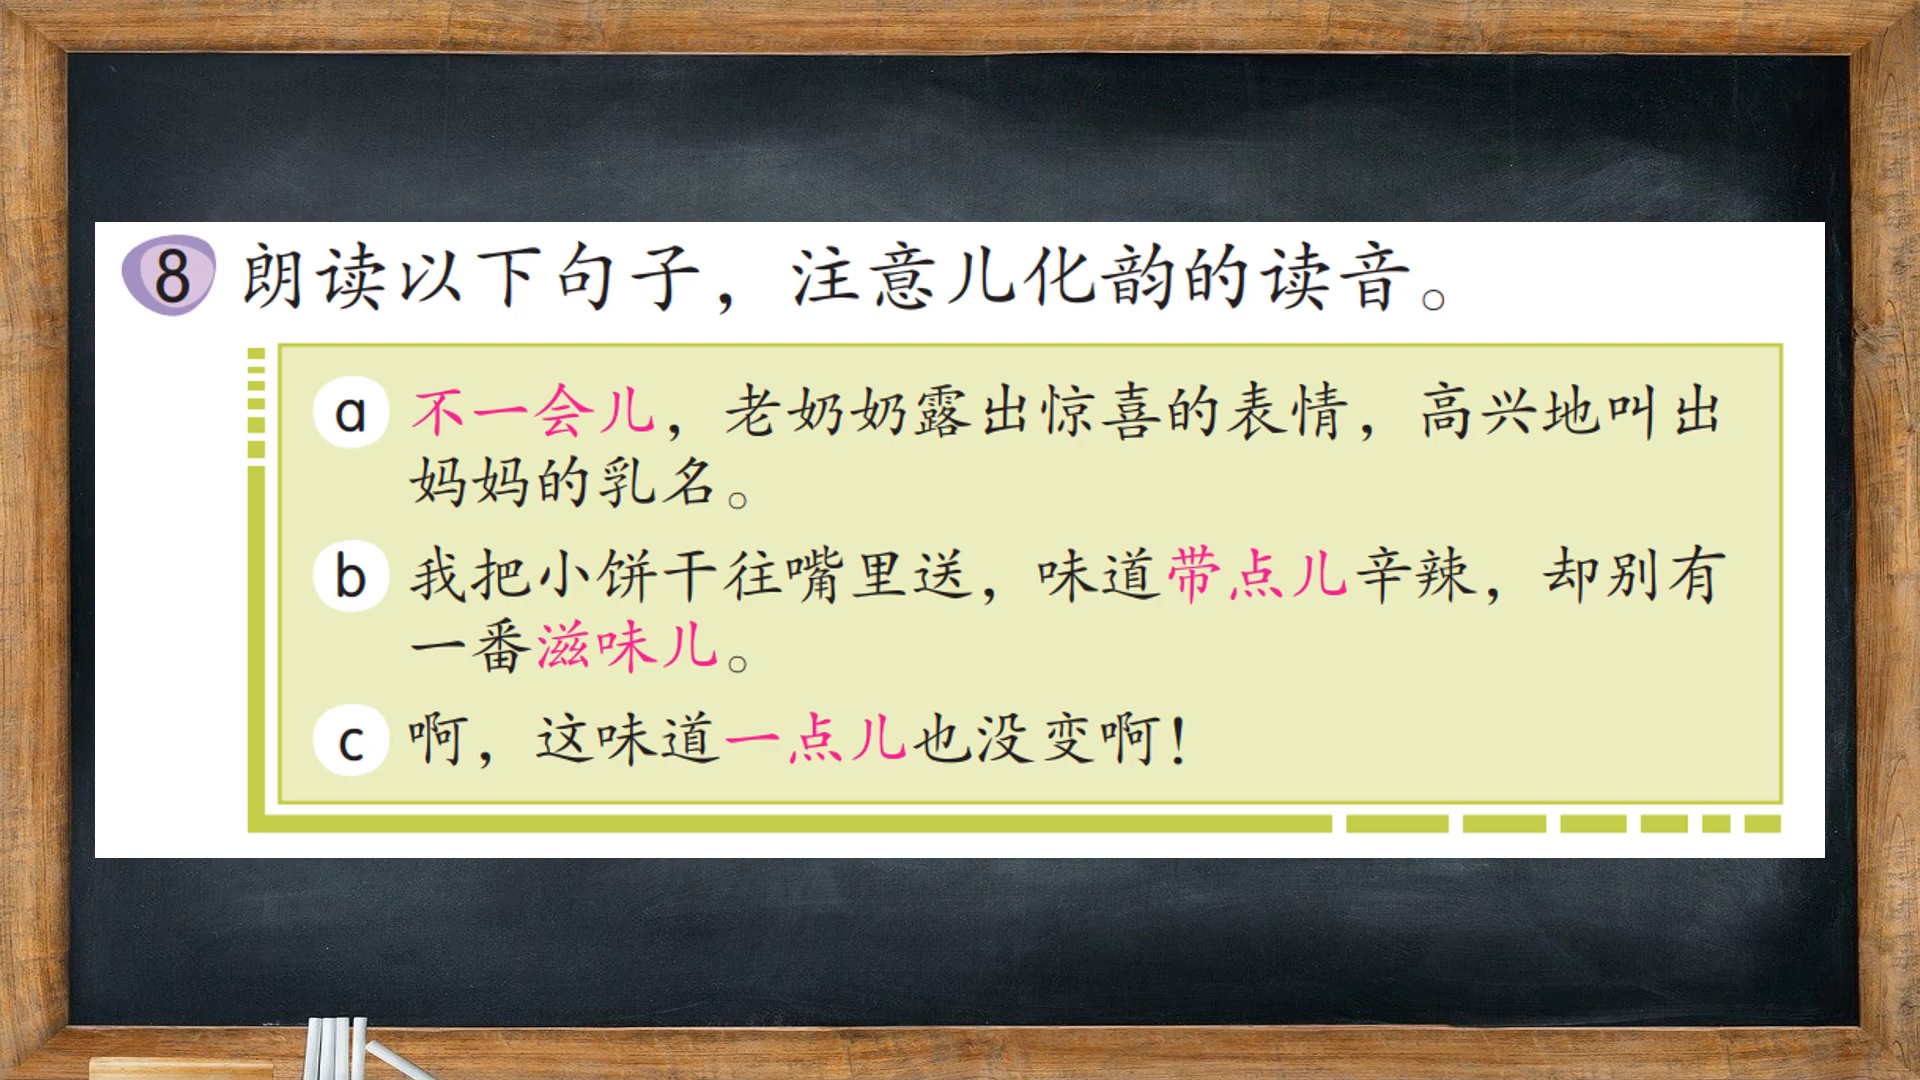 8 朗读以下句子，注意儿化韵的读音。
a 不一会儿，老奶奶露出惊喜的表情，高兴地叫出
妈妈的乳名。
b 我把小饼干往嘴里送，味道带点儿辛辣，却别有
一番滋味儿。
c 啊，这味道一点儿也没变啊！